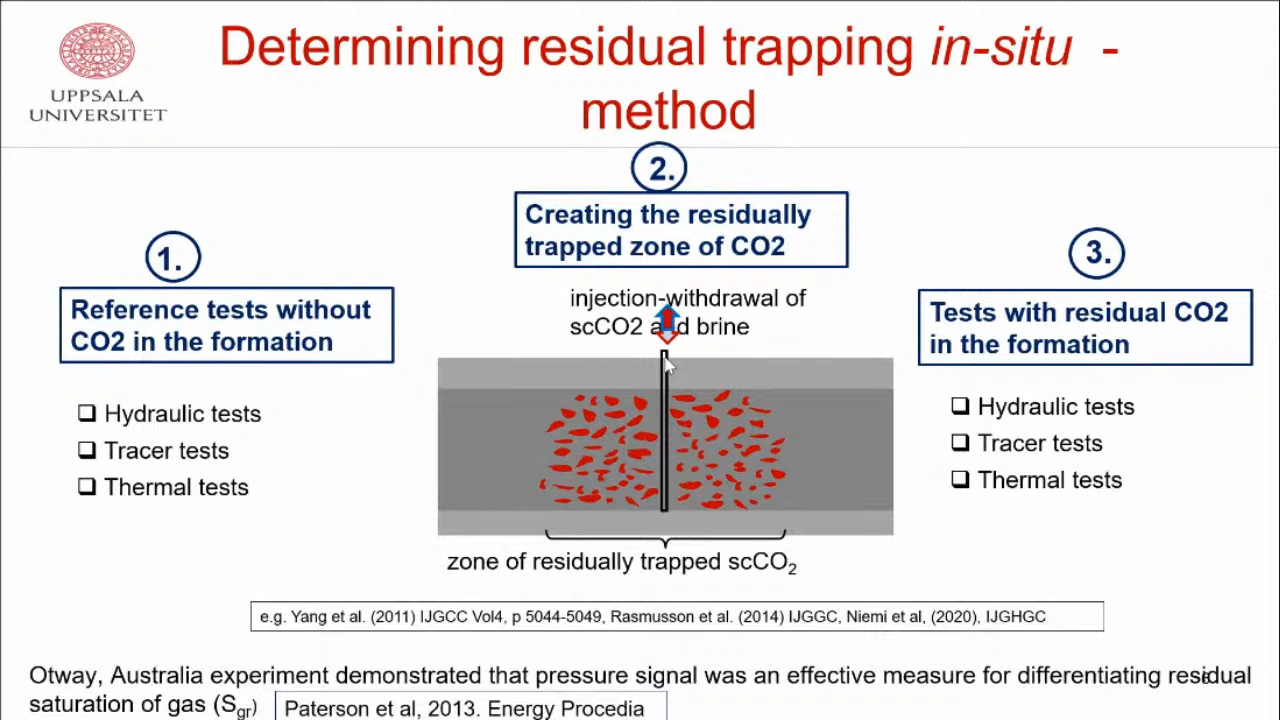 Determining residual trapping in-situ -
method
UPPSALA
UNIVERSITET
1.
Reference tests without
CO2 in the formation
❑ Hydraulic tests
❑ Tracer tests
❑ Thermal tests
2.
Creating the residually
trapped zone of CO2
injection-withdrawal of
scCO2 and brine
zone of residually trapped scCO2
3.
Tests with residual CO2
in the formation
❑ Hydraulic tests
❑ Tracer tests
❑ Thermal tests
e.g. Yang et al. (2011) IJGCC Vol4, p 5044-5049, Rasmusson et al. (2014) IJGGC, Niemi et al, (2020), IJGHGC
Otway, Australia experiment demonstrated that pressure signal was an effective measure for differentiating residual
saturation of gas (Sgr)
Paterson et al, 2013. Energy Procedia